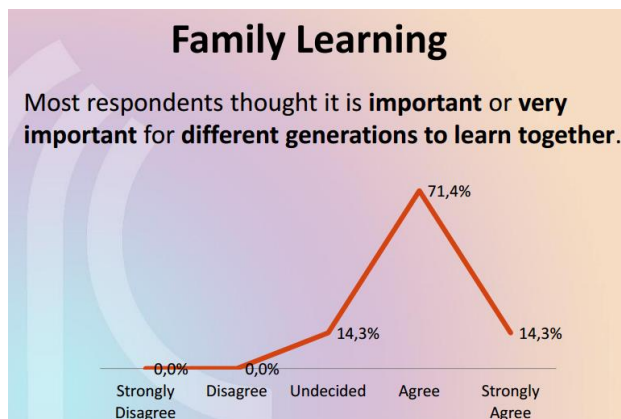 Family Learning
Most respondents thought it is important or very
important for different generations to learn together.
71,4%
14,3%
14,3%
0,0%
0,0%
Strongly
Disagree
Disagree
Undecided
Agree
Strongly
Agree